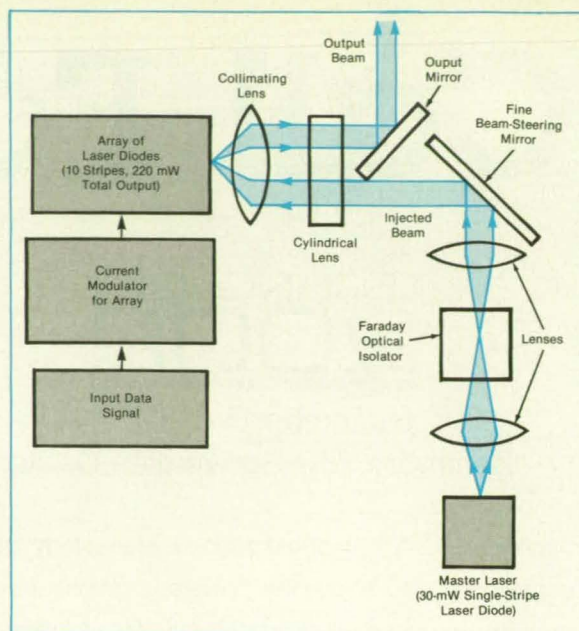 Output
Beam
Ouput
Mirror
Collimating
Lens
Fine
Beam-Steering
Mirror
Array of
Laser Diodes
(10 Stripes, 220 mW
Total Output)
Injected
Beam
Cylindrical
Lens
Current
Modulator
for Array
Faraday
Optical
Isolator
Lenses
Input Data
Signal
Master Laser
(30-mW Single-Stripe
Laser Diode)